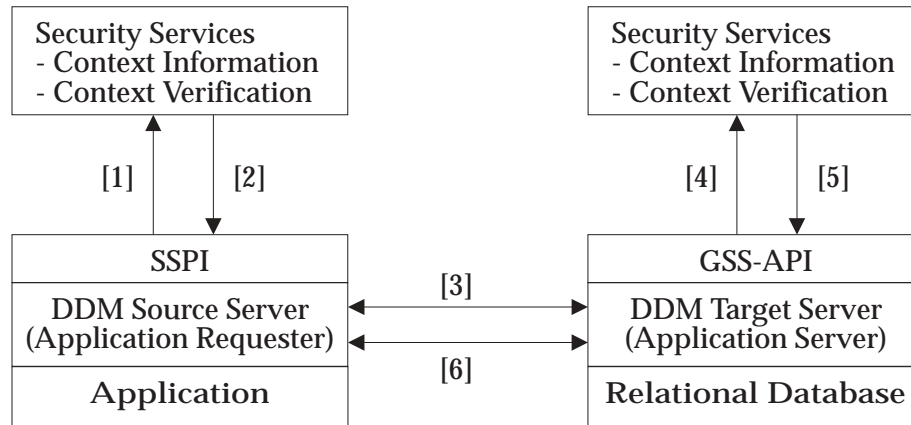 Security Services
- Context Information
- Context Verification
Security Services
- Context Information
- Context Verification
[1]
[2]
[4]
[5]
SSPI
GSS-API
[3]
DDM Source Server
(Application Requester)
DDM Target Server
(Application Server)
[6]
Application
Relational Database